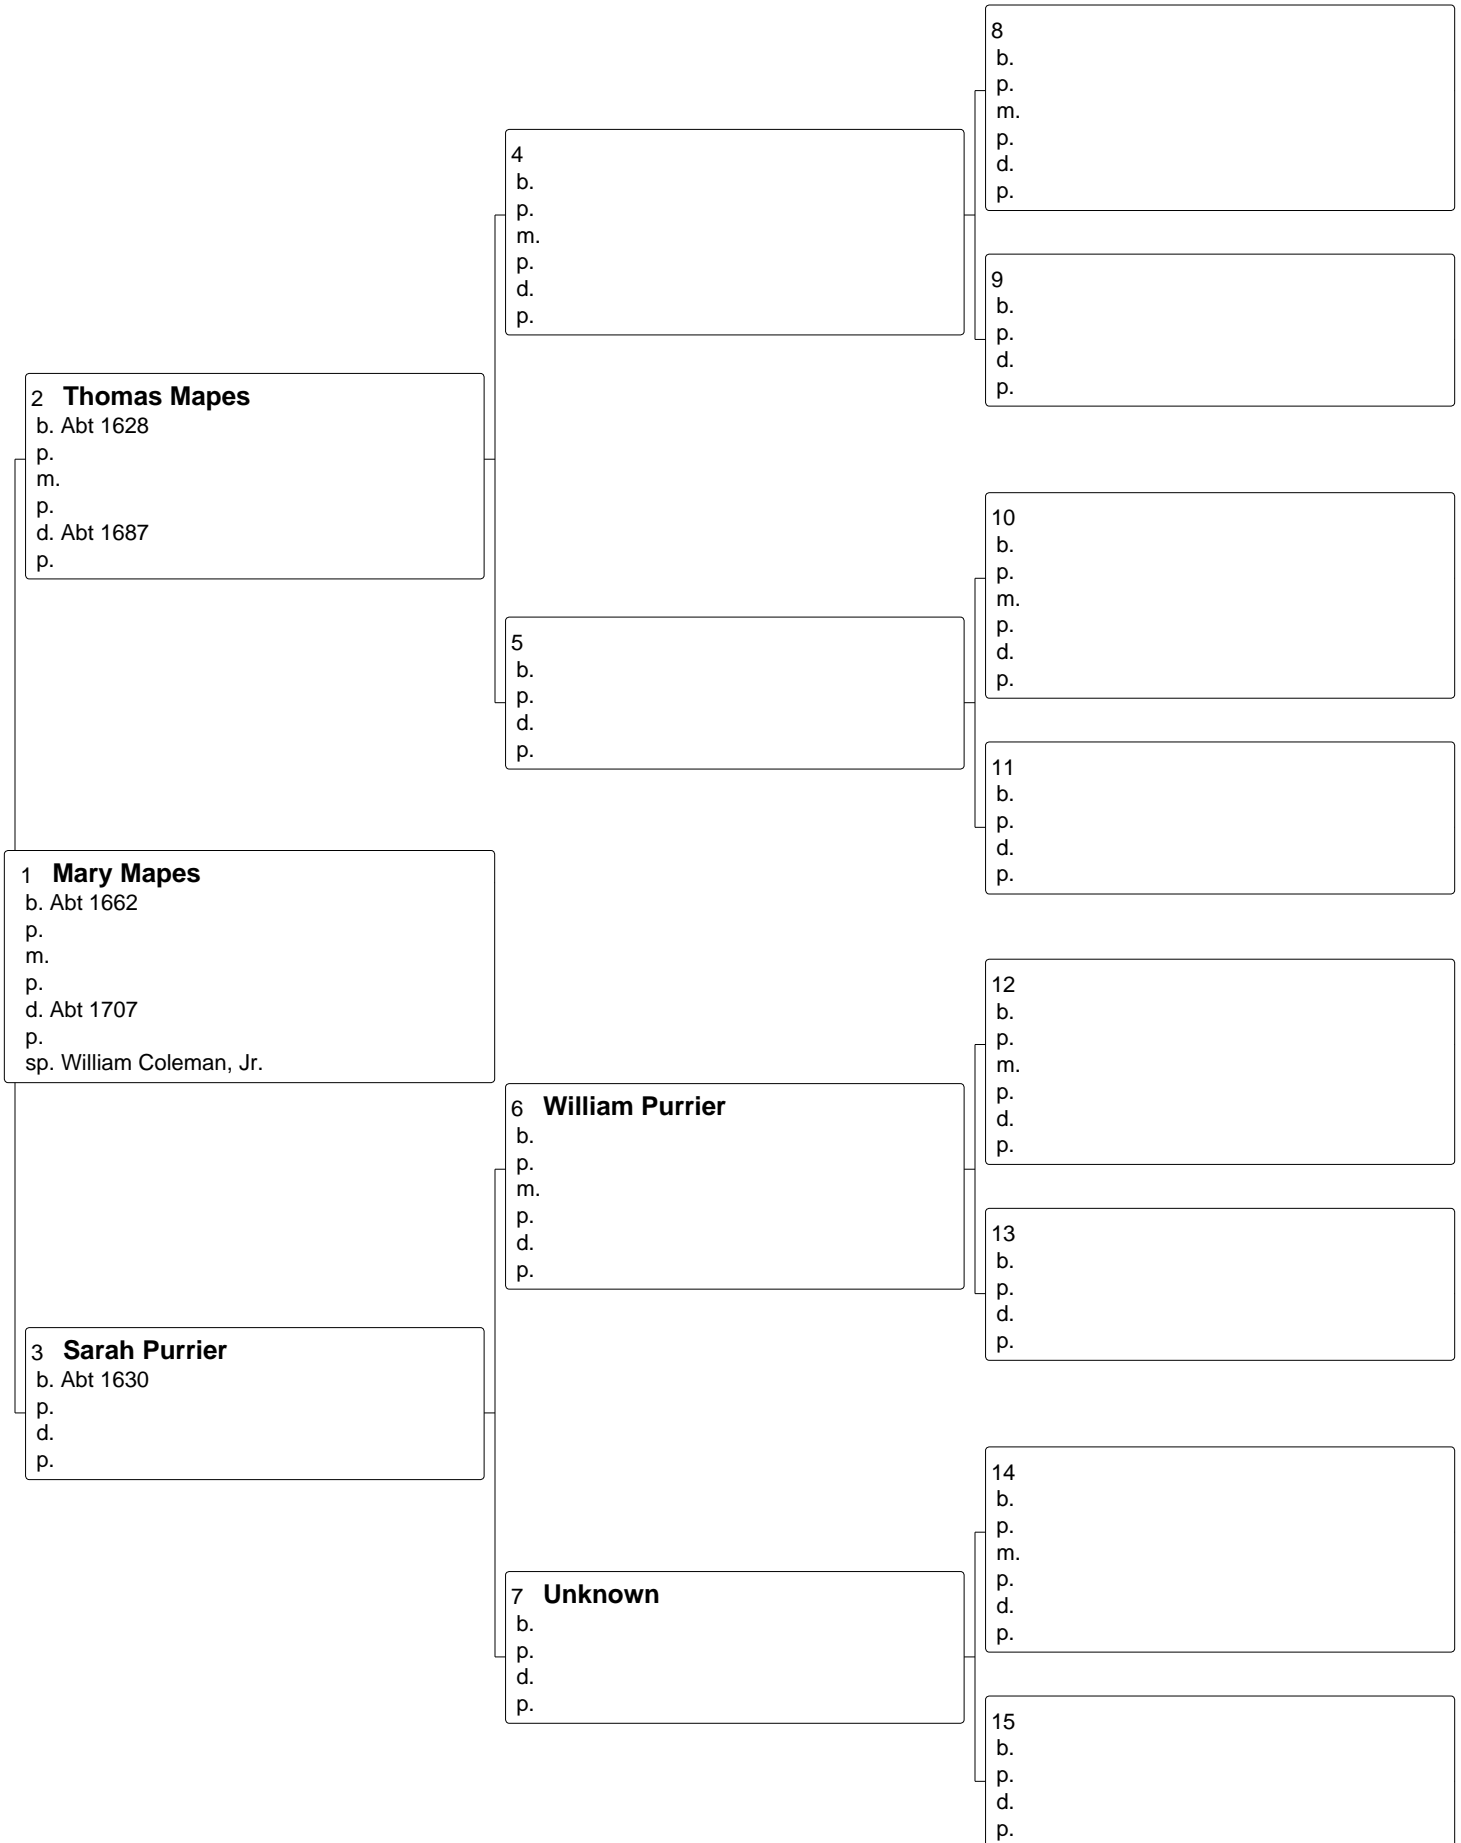 8
b.
p.
m.
p.
d.
p.
4
b.
p.
m.
p.
d.
p.
9
b.
p.
d.
p.
2 Thomas Mapes
b. Abt 1628
p.
m.
p.
d. Abt 1687
p.
10
b.
p.
m.
p.
d.
p.
5
b.
p.
d.
p.
11
b.
p.
d.
p.
1 Mary Mapes
b. Abt 1662
p.
m.
p.
d. Abt 1707
p.
sp. William Coleman, Jr.
12
b.
p.
m.
p.
d.
p.
6 William Purrier
b.
p.
m.
p.
d.
p.
13
b.
p.
d.
p.
3 Sarah Purrier
b. Abt 1630
p.
d.
p.
14
b.
p.
m.
p.
d.
p.
7 Unknown
b.
p.
d.
p.
15
b.
p.
d.
p.